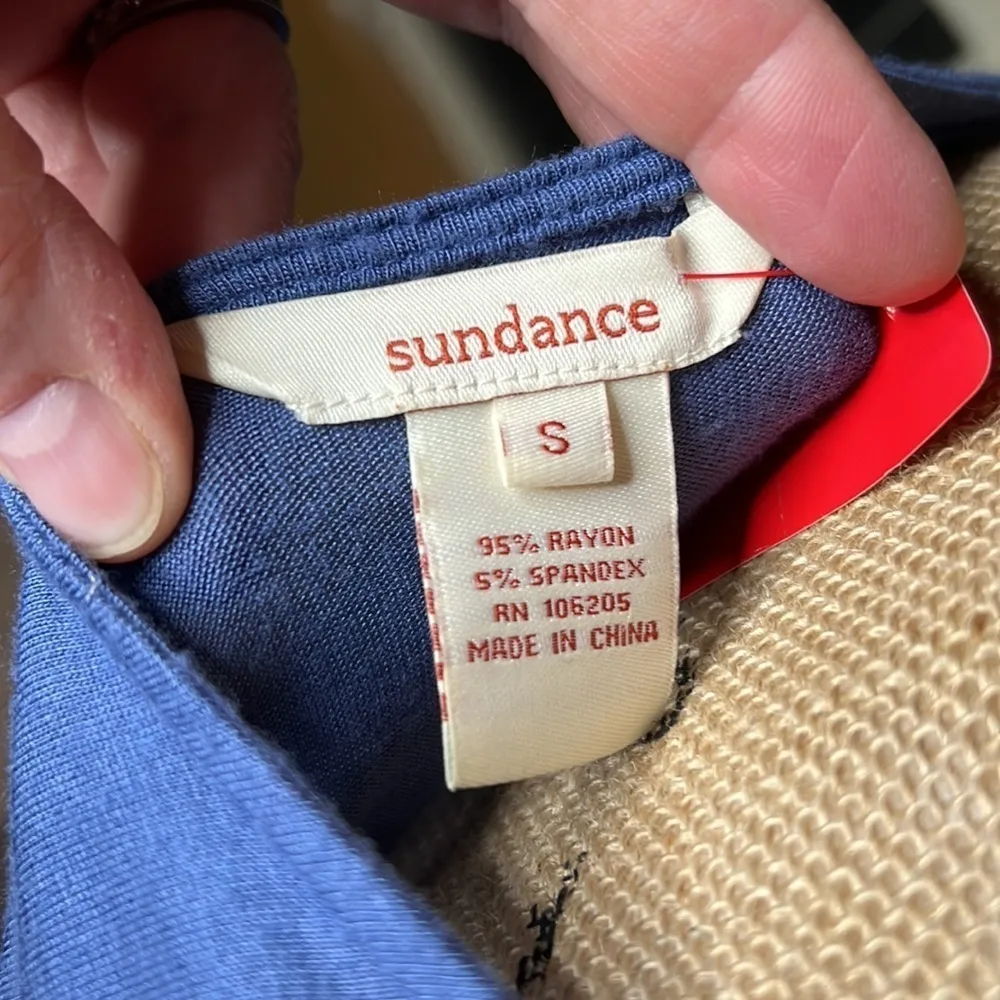 sundance
S
95% RAYON
5% SPANDEX
RN 106205
MADE IN CHINA